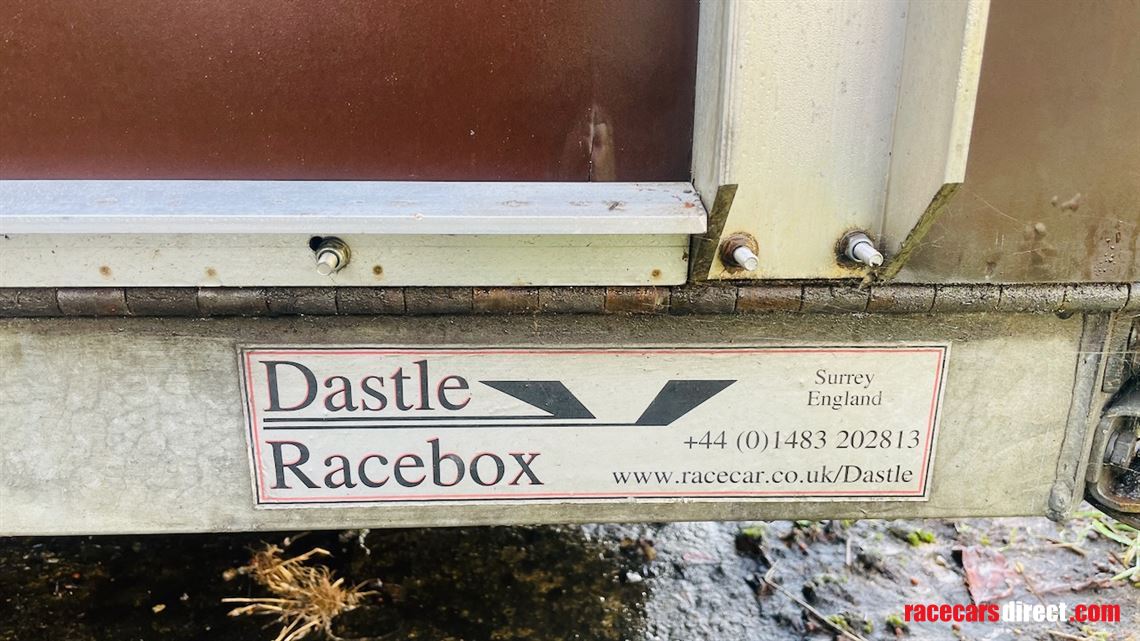 Dastle
Racebox
Surrey
England
+44 (0)1483 202813
www.racecar.co.uk/Dastle
racecarsdirect.com